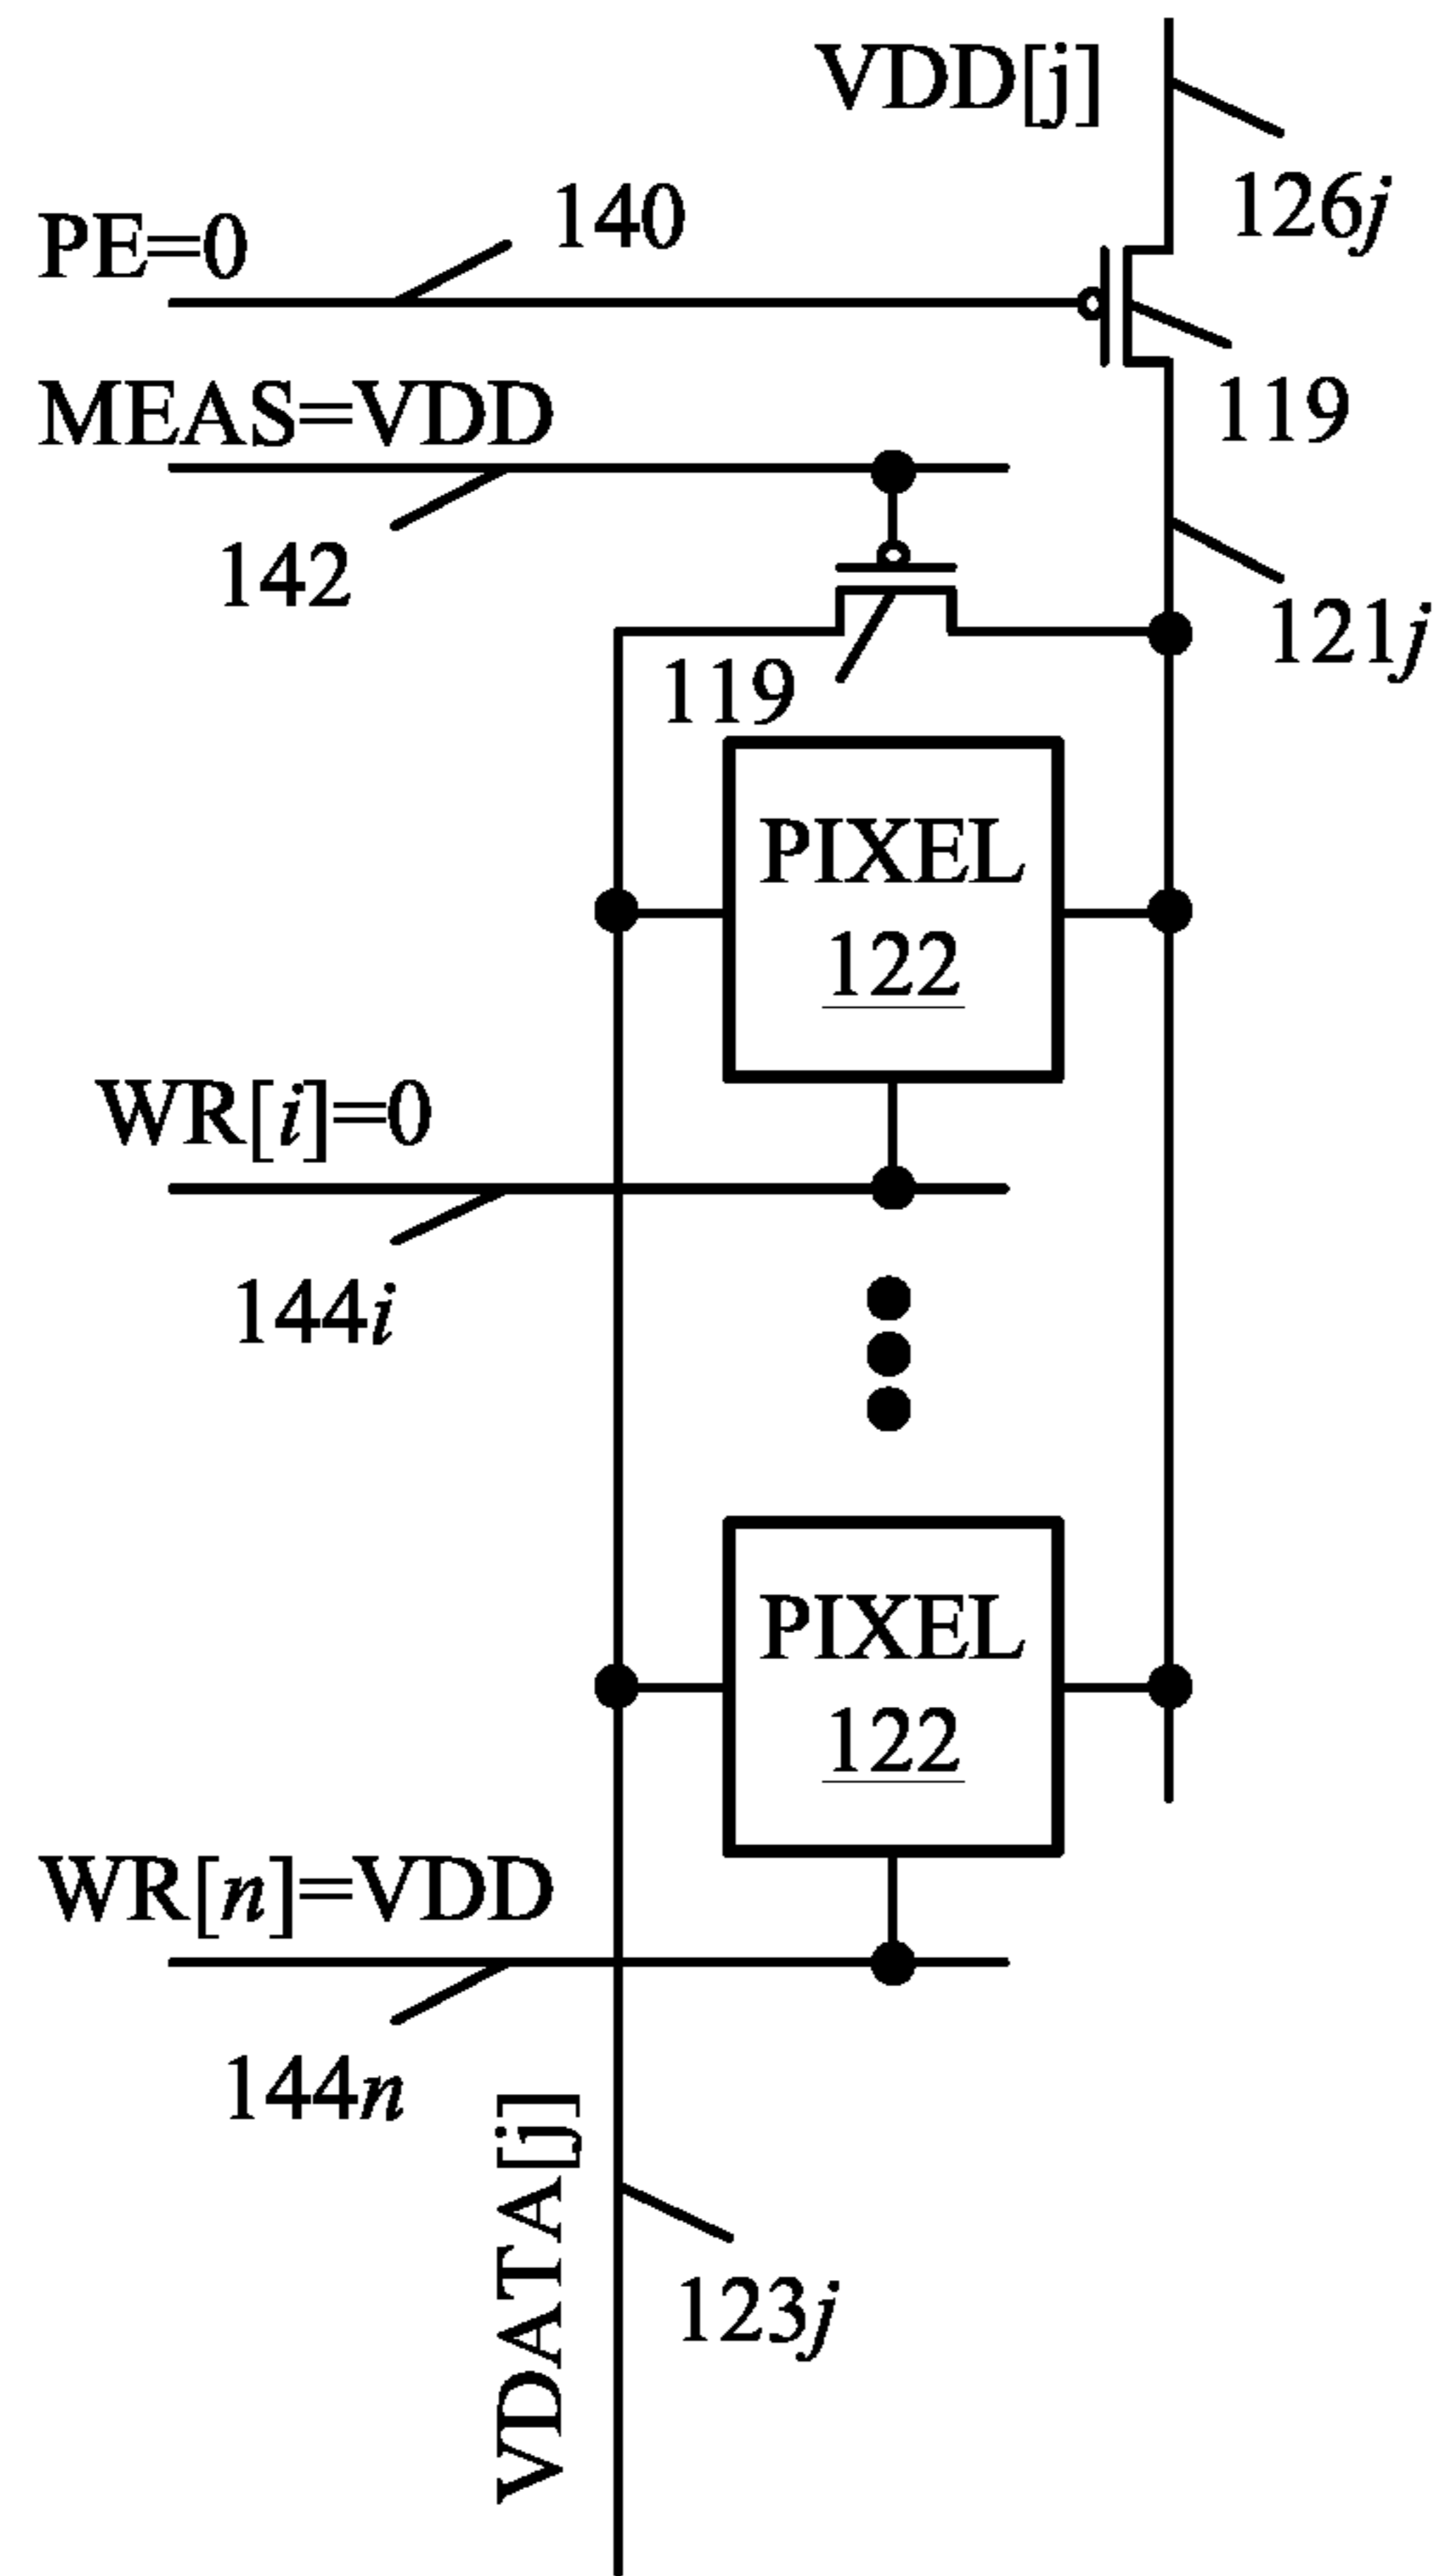 VDD[j]
126j
140
PE=0
119
MEAS=VDD
142
121j
119
PIXEL
122
WR[i]=0
144i
PIXEL
122
WR[n]=VDD
144n
VDATA[j]
123j